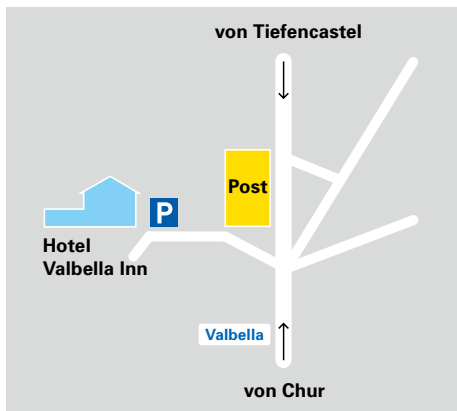 von Tiefencastel
Post
P
Hotel
Valbella Inn
Valbella
von Chur